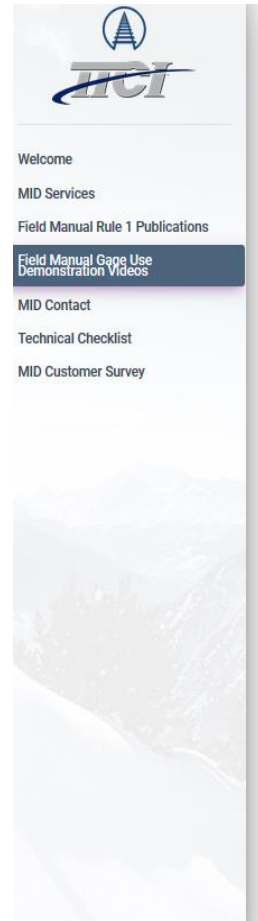 TTCI
Welcome
MID Services
Field Manual Rule 1 Publications
Field Manual Gage Use
Demonstration Videos
MID Contact
Technical Checklist
MID Customer Survey